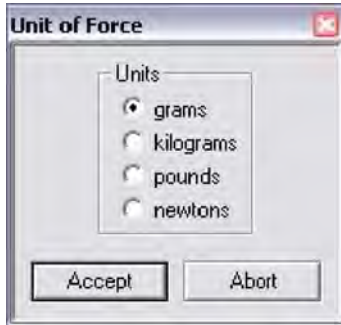 Unit of Force
Units
grams
kilograms
pounds
newtons
Accept Abort